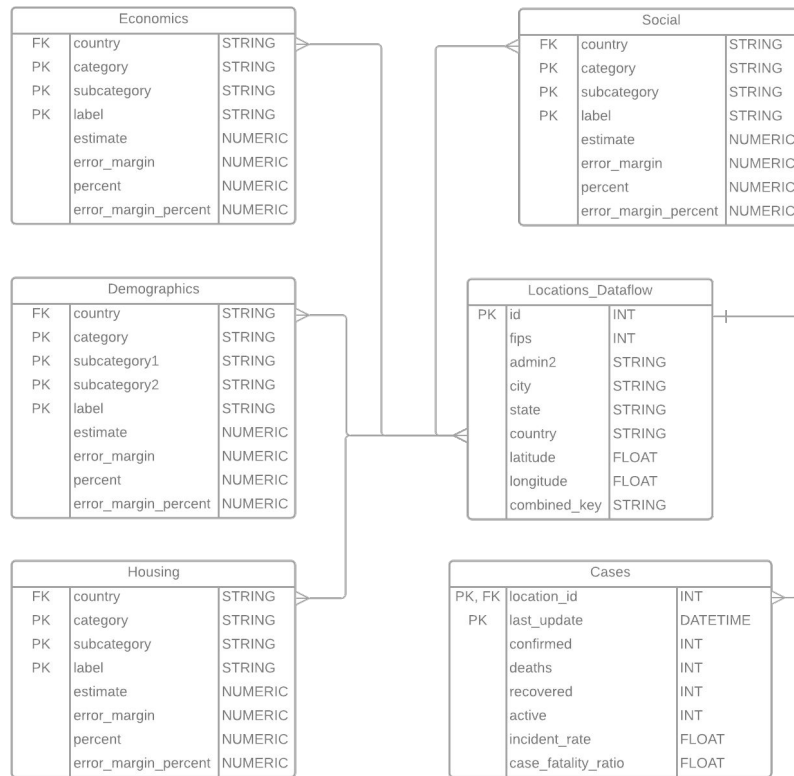 Economics
FK country STRING
PK category STRING
PK subcategory STRING
PK label STRING
estimate NUMERIC
error_margin NUMERIC
percent NUMERIC
error_margin_percent NUMERIC
Social
FK country STRING
PK category STRING
PK subcategory STRING
PK label STRING
estimate NUMERIC
error_margin NUMERIC
percent NUMERIC
error_margin_percent NUMERIC
Demographics
FK country STRING
PK category STRING
PK subcategory1 STRING
PK subcategory2 STRING
PK label STRING
estimate NUMERIC
error_margin NUMERIC
percent NUMERIC
error_margin_percent NUMERIC
Locations_Dataflow
PK id INT
fips INT
admin2 STRING
city STRING
state STRING
country STRING
latitude FLOAT
longitude FLOAT
combined_key STRING
Housing
FK country STRING
PK category STRING
PK subcategory STRING
PK label STRING
estimate NUMERIC
error_margin NUMERIC
percent NUMERIC
error_margin_percent NUMERIC
Cases
PK, FK location_id INT
PK last_update DATETIME
confirmed INT
deaths INT
recovered INT
active INT
incident_rate FLOAT
case_fatality_ratio FLOAT